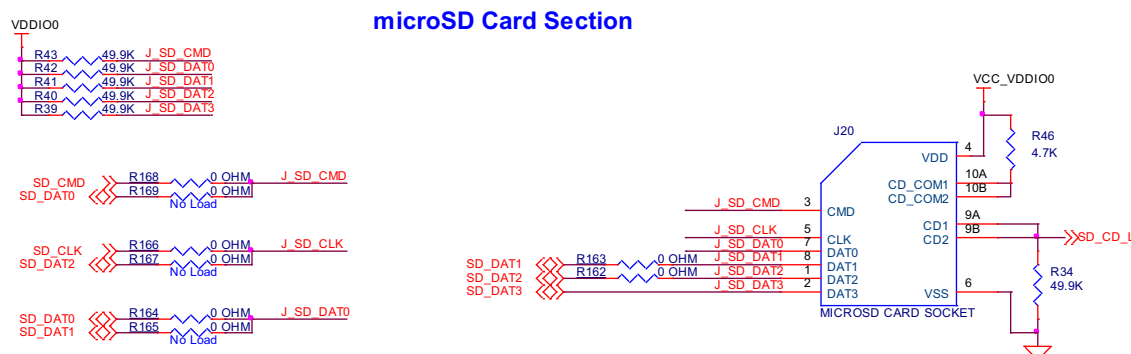 microSD Card Section
VDDIO0
R43 49.9K J_SD_CMD
R42 49.9K J_SD_DAT0
R41 49.9K J_SD_DAT1
R40 49.9K J_SD_DAT2
R39 49.9K J_SD_DAT3
SD_CMD R168 0 OHM J_SD_CMD
SD_DAT0 R169 0 OHM
No Load
SD_CLK R166 0 OHM J_SD_CLK
SD_DAT2 R167 0 OHM
No Load
SD_DAT0 R164 0 OHM J_SD_DAT0
SD_DAT1 R165 0 OHM
No Load
VCC_VDDIO0
J20
R46
4.7K
4 VDD
10A CD_COM1
10B CD_COM2
J_SD_CMD 3 CMD
9A CD1
9B CD2 SD_CD_L
J_SD_CLK 5 CLK
J_SD_DAT0 7 DAT0
SD_DAT1 R163 0 OHM J_SD_DAT1 8 DAT1
SD_DAT2 R162 0 OHM J_SD_DAT2 1 DAT2
SD_DAT3 J_SD_DAT3 2 DAT3
R34
49.9K
6 VSS
MICROSD CARD SOCKET